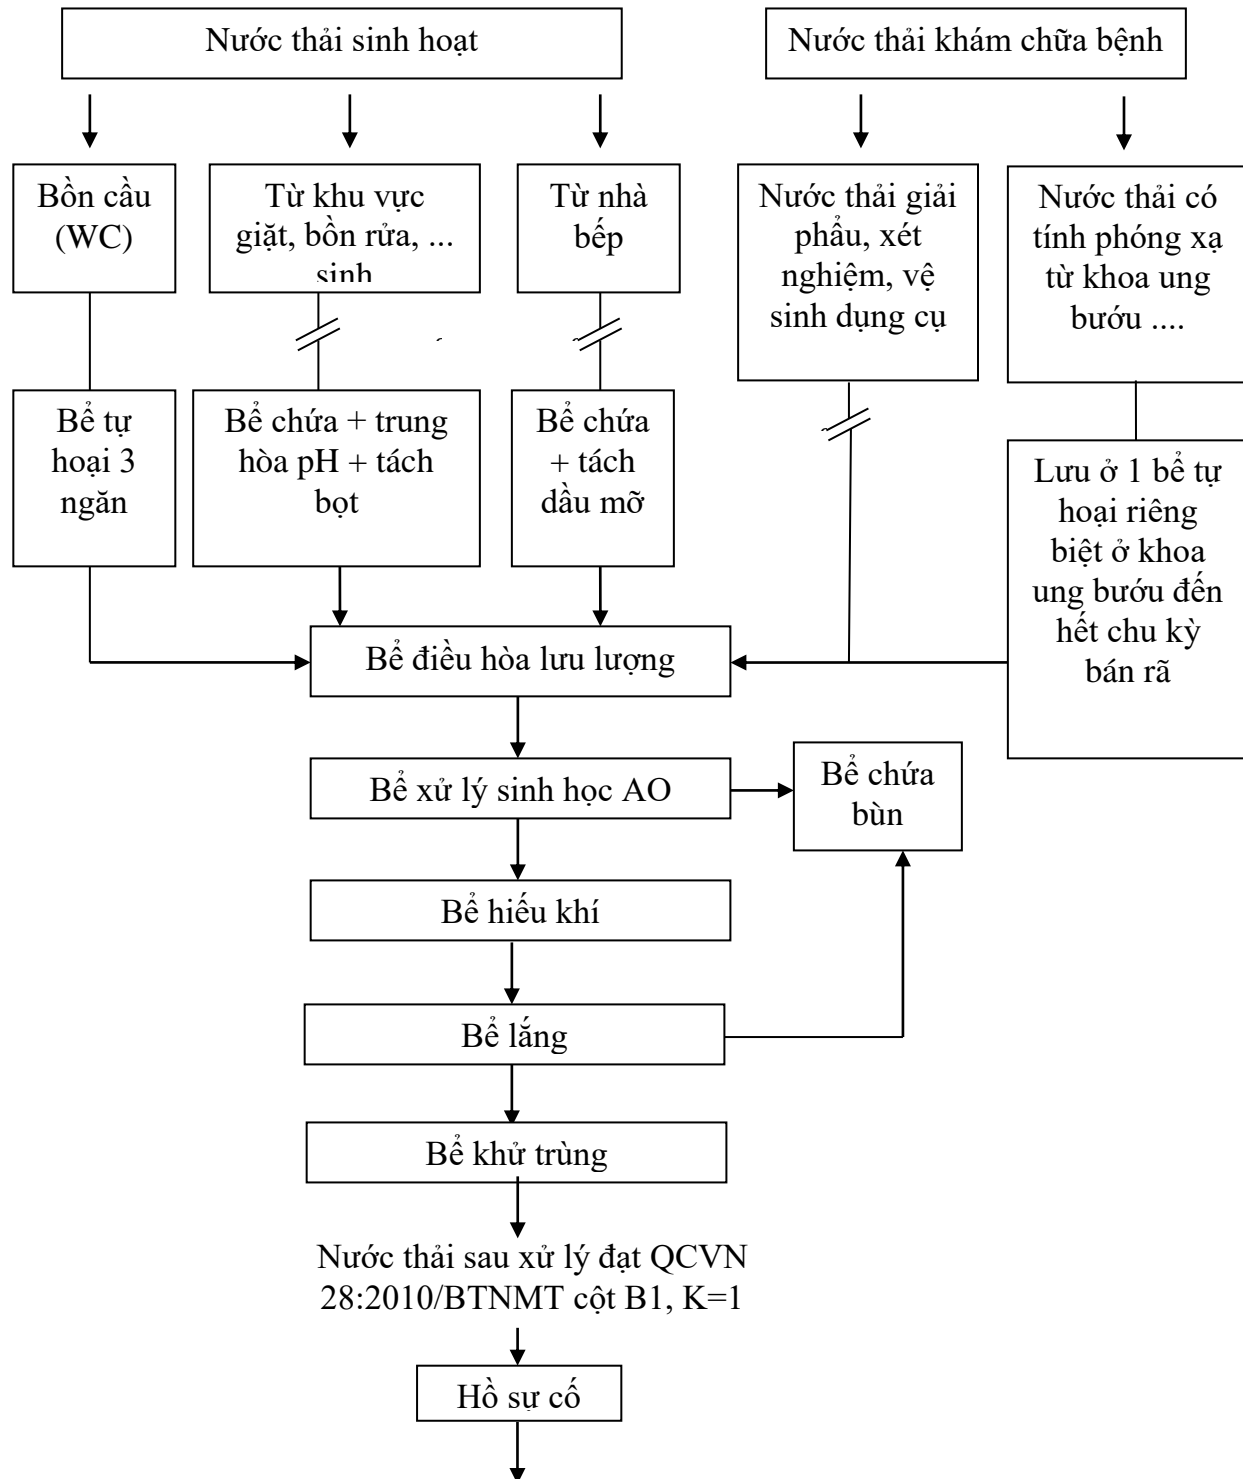 Nước thải sinh hoạt
Nước thải khám chữa bệnh
Bồn cầu
(WC)
Từ khu vực
giặt, bồn rửa, ...
sinh
Từ nhà
bếp
Nước thải giải
phẩu, xét
nghiệm, vệ
sinh dụng cụ
Nước thải có
tính phóng xạ
từ khoa ung
bướu ....
Bể tự
hoại 3
ngăn
Bể chứa + trung
hòa pH + tách
bọt
Bể chứa
+ tách
dầu mỡ
Lưu ở 1 bể tự
hoại riêng
biệt ở khoa
ung bướu đến
hết chu kỳ
bán rã
Bể điều hòa lưu lượng
Bể xử lý sinh học AO
Bể chứa
bùn
Bể hiếu khí
Bể lắng
Bể khử trùng
Nước thải sau xử lý đạt QCVN
28:2010/BTNMT cột B1, K=1
Hồ sự cố